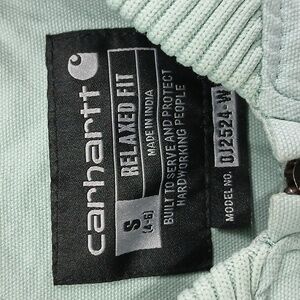 carhartt
RELAXED FIT
S
(4-6)
MADE IN INDIA
BUILT TO SERVE AND PROTECT
HARDWORKING PEOPLE
MODEL NO. OJ2524-W